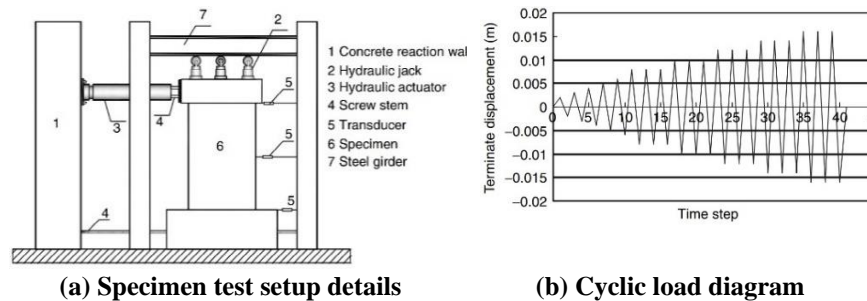 7
2
1 Concrete reaction wal
2 Hydraulic jack
3 Hydraulic actuator
4 Screw stem
5 Transducer
6 Specimen
7 Steel girder
5
1
3
4
6
5
5
4
0.02
0.015
0.01
0.005
0
−0.005
−0.01
−0.015
−0.02
0 5 10 15 20 25 30 35 40
Terminate displacement (m)
Time step
(a) Specimen test setup details
(b) Cyclic load diagram